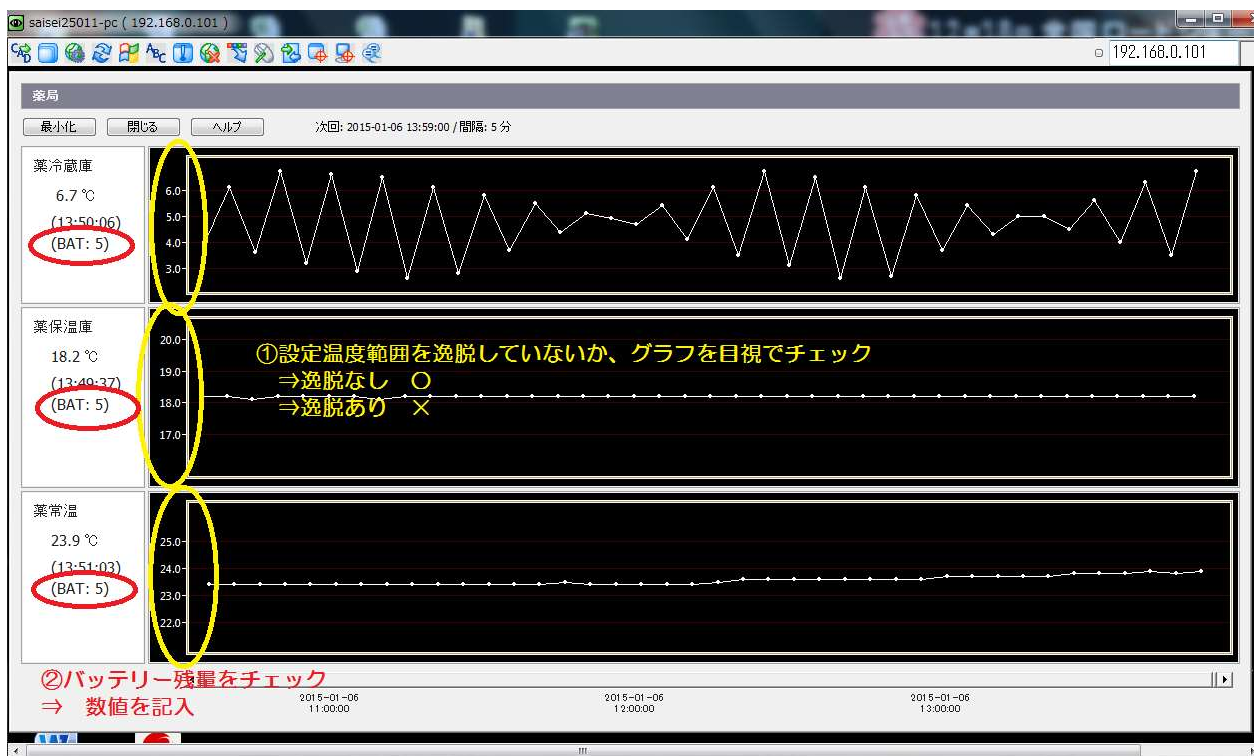 saisei25011-pc ( 192.168.0.101 )
192.168.0.101
薬局
最小化 閉じる ヘルプ 次回: 2015-01-06 13:59:00 / 間隔: 5 分
薬冷蔵庫
6.7 ℃
(13:50:06)
(BAT: 5)
6.0
5.0
4.0
3.0
薬保温庫
18.2 ℃
(13:49:37)
(BAT: 5)
20.0
19.0
18.0
17.0
①設定温度範囲を逸脱していないか、グラフを目視でチェック
⇒逸脱なし ○
⇒逸脱あり ×
薬常温
23.9 ℃
(13:51:03)
(BAT: 5)
25.0
24.0
23.0
22.0
②バッテリー残量をチェック
⇒ 数値を記入
2015-01-06
11:00:00
2015-01-06
12:00:00
2015-01-06
13:00:00